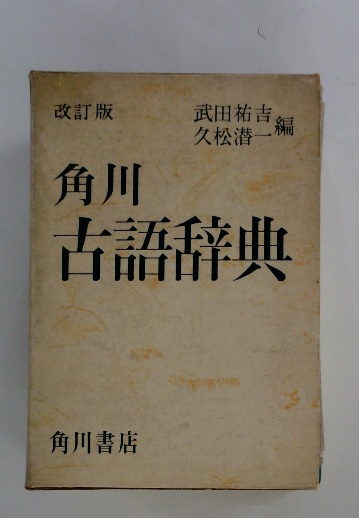 改訂版
武田祐吉
久松潜一
編
角川
古語辞典
角川書店